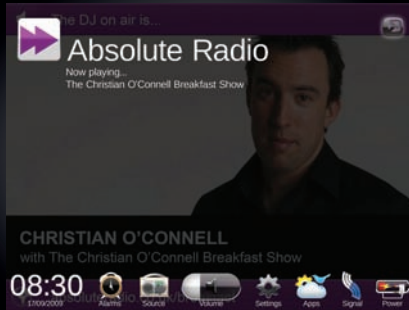 The DJ on air is...
Absolute Radio
Now playing...
The Christian O'Connell Breakfast Show
CHRISTIAN O'CONNELL
with The Christian O'Connell Breakfast Show
08:30
17/09/2009
Alarms
Source
Volume
Settings
Apps
Signal
Power